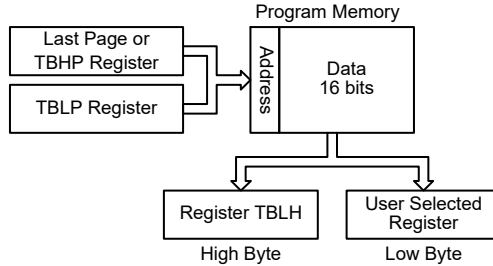 Program Memory
Last Page or
TBHP Register
TBLP Register
Address
Data
16 bits
Register TBLH
User Selected
Register
High Byte
Low Byte